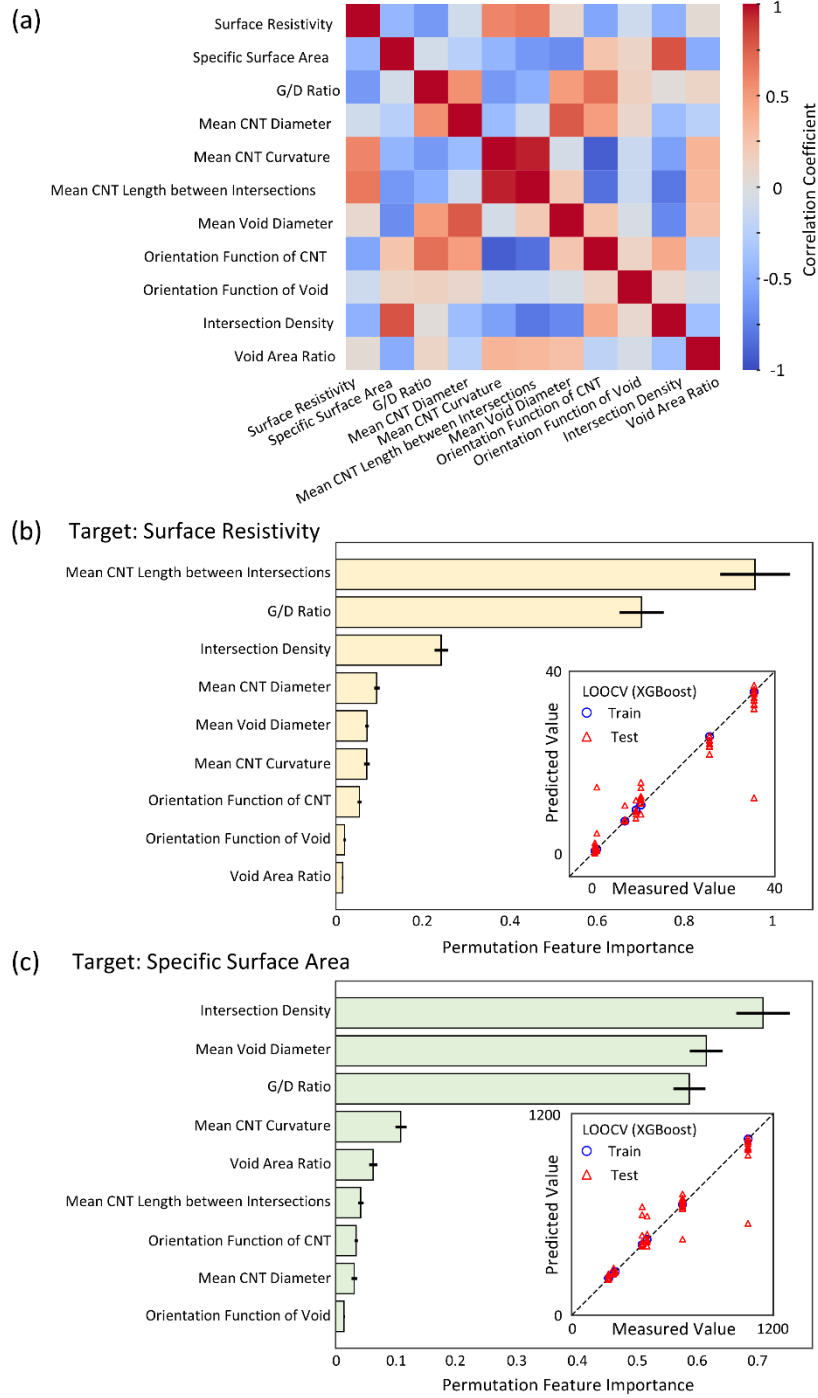 (a)
Surface Resistivity
Specific Surface Area
G/D Ratio
Mean CNT Diameter
Mean CNT Curvature
Mean CNT Length between Intersections
Mean Void Diameter
Orientation Function of CNT
Orientation Function of Void
Intersection Density
Void Area Ratio
Surface Resistivity
Specific Surface Area
G/D Ratio
Mean CNT Diameter
Mean CNT Curvature
Mean CNT Length between Intersections
Mean Void Diameter
Orientation Function of CNT
Orientation Function of Void
Intersection Density
Void Area Ratio
1
0.5
0
-0.5
-1
Correlation Coefficient
(b) Target: Surface Resistivity
Mean CNT Length between Intersections
G/D Ratio
Intersection Density
Mean CNT Diameter
Mean Void Diameter
Mean CNT Curvature
Orientation Function of CNT
Orientation Function of Void
Void Area Ratio
0 0.2 0.4 0.6 0.8 1
Permutation Feature Importance
40
LOOCV (XGBoost)
Train
Test
Predicted Value
0
0 Measured Value 40
(c) Target: Specific Surface Area
Intersection Density
Mean Void Diameter
G/D Ratio
Mean CNT Curvature
Void Area Ratio
Mean CNT Length between Intersections
Orientation Function of CNT
Mean CNT Diameter
Orientation Function of Void
0 0.1 0.2 0.3 0.4 0.5 0.6 0.7
Permutation Feature Importance
1200
LOOCV (XGBoost)
Train
Test
Predicted Value
0
0 Measured Value 1200